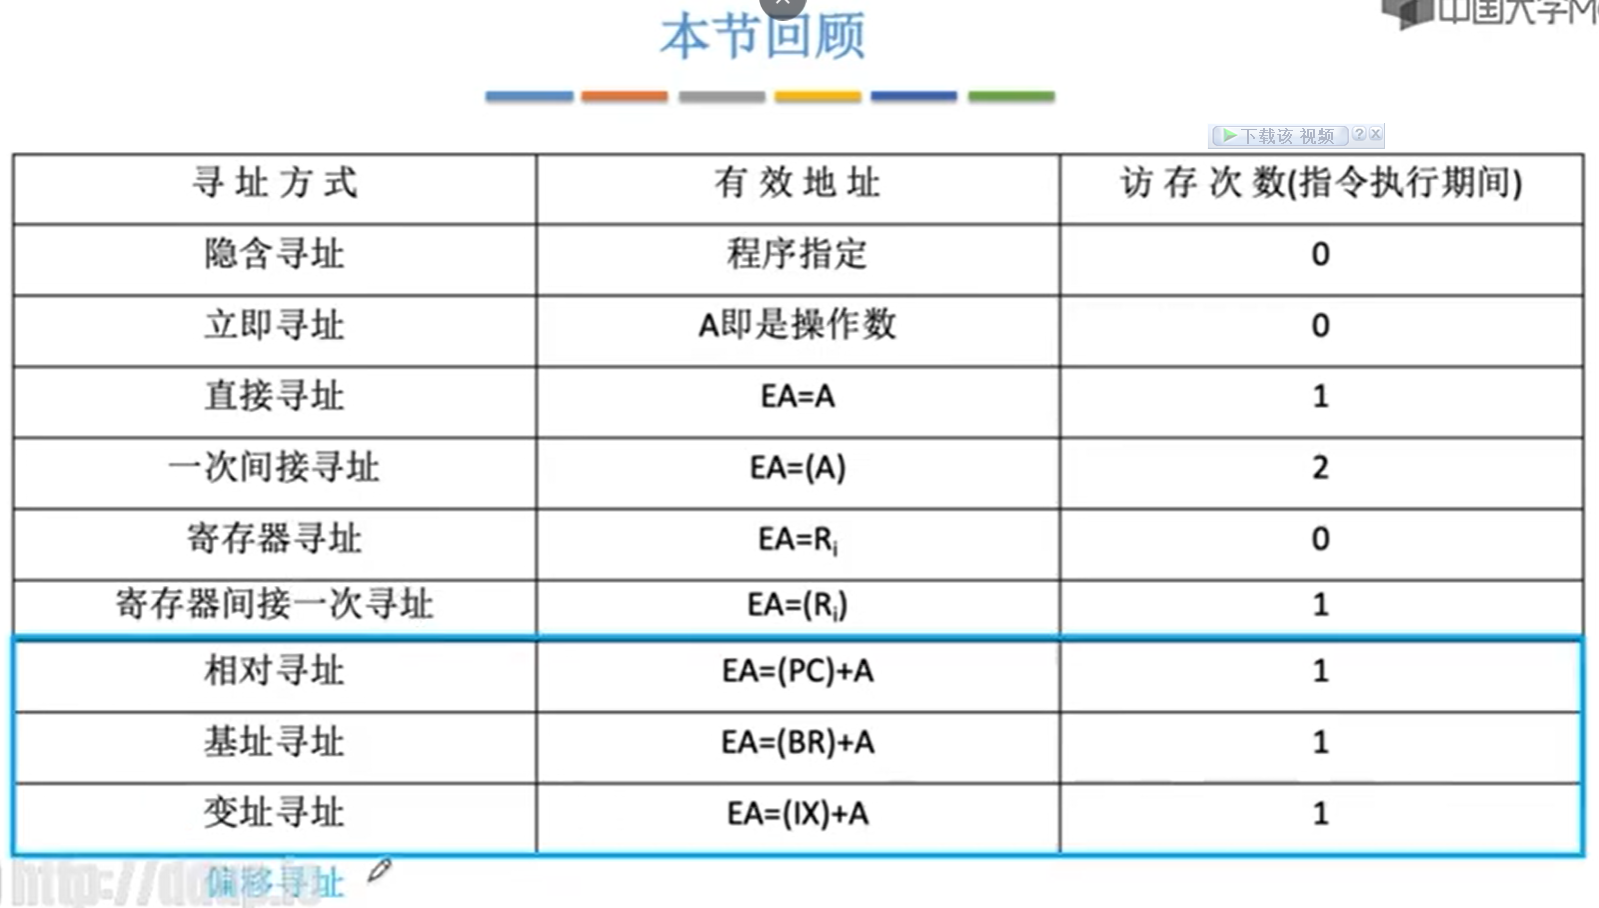 中国大学M
本节回顾
下载该 视频
寻址方式 有效地址 访存次数(指令执行期间)
隐含寻址 程序指定 0
立即寻址 A即是操作数 0
直接寻址 EA=A 1
一次间接寻址 EA=(A) 2
寄存器寻址 EA=Ri 0
寄存器间接一次寻址 EA=(Ri) 1
相对寻址 EA=(PC)+A 1
基址寻址 EA=(BR)+A 1
变址寻址 EA=(IX)+A 1
偏移寻址